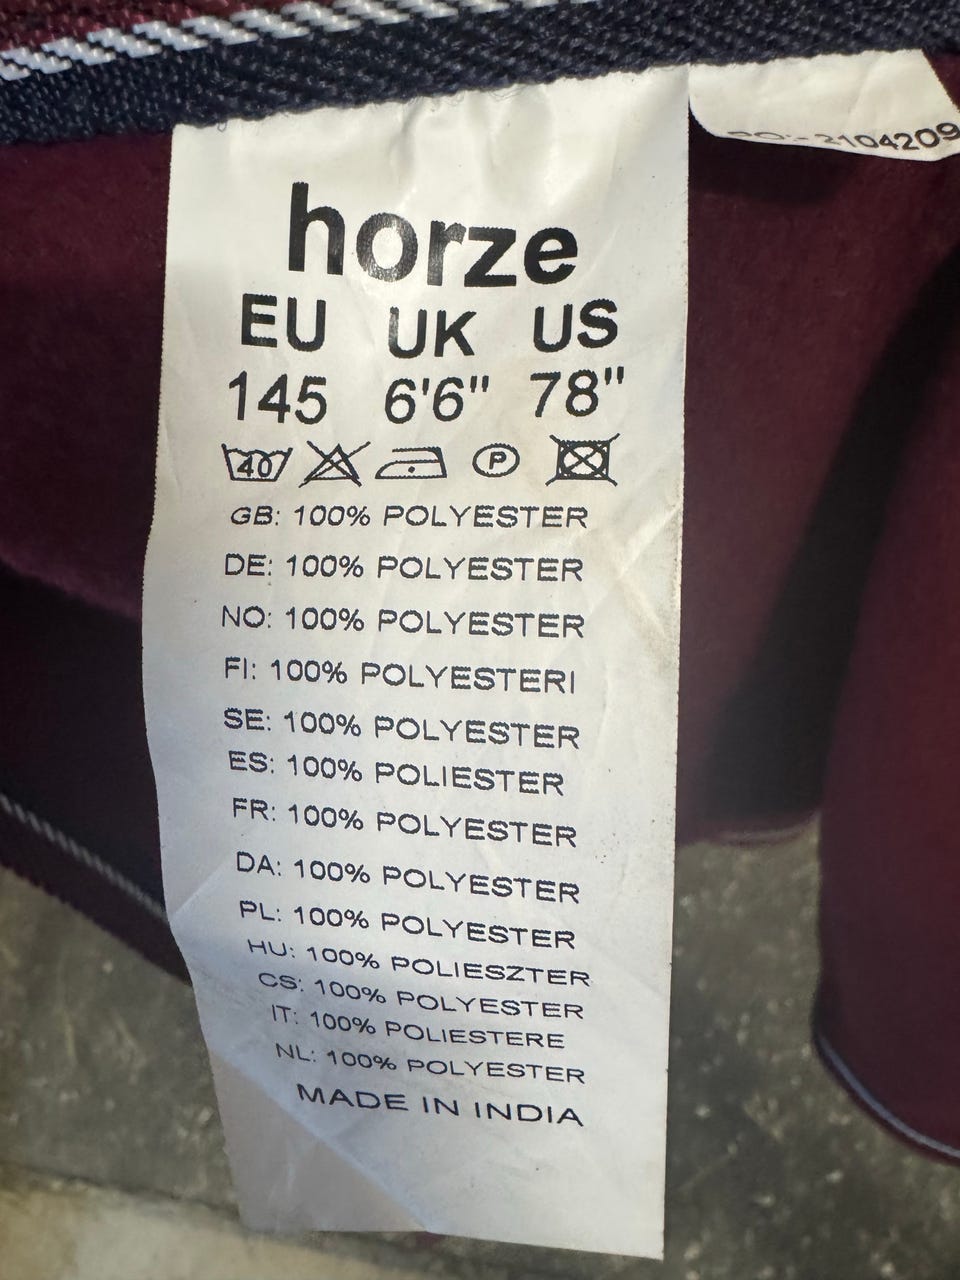 2104209
horze
EU UK US
145 6'6" 78"
40 P
GB: 100% POLYESTER
DE: 100% POLYESTER
NO: 100% POLYESTER
FI: 100% POLYESTERI
SE: 100% POLYESTER
ES: 100% POLIESTER
FR: 100% POLYESTER
DA: 100% POLYESTER
PL: 100% POLYESTER
HU: 100% POLIESZTER
CS: 100% POLYESTER
IT: 100% POLIESTERE
NL: 100% POLYESTER
MADE IN INDIA